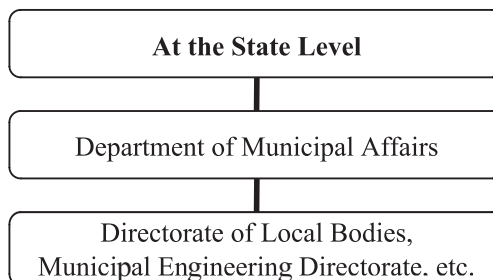 At the State Level
Department of Municipal Affairs
Directorate of Local Bodies,
Municipal Engineering Directorate. etc.